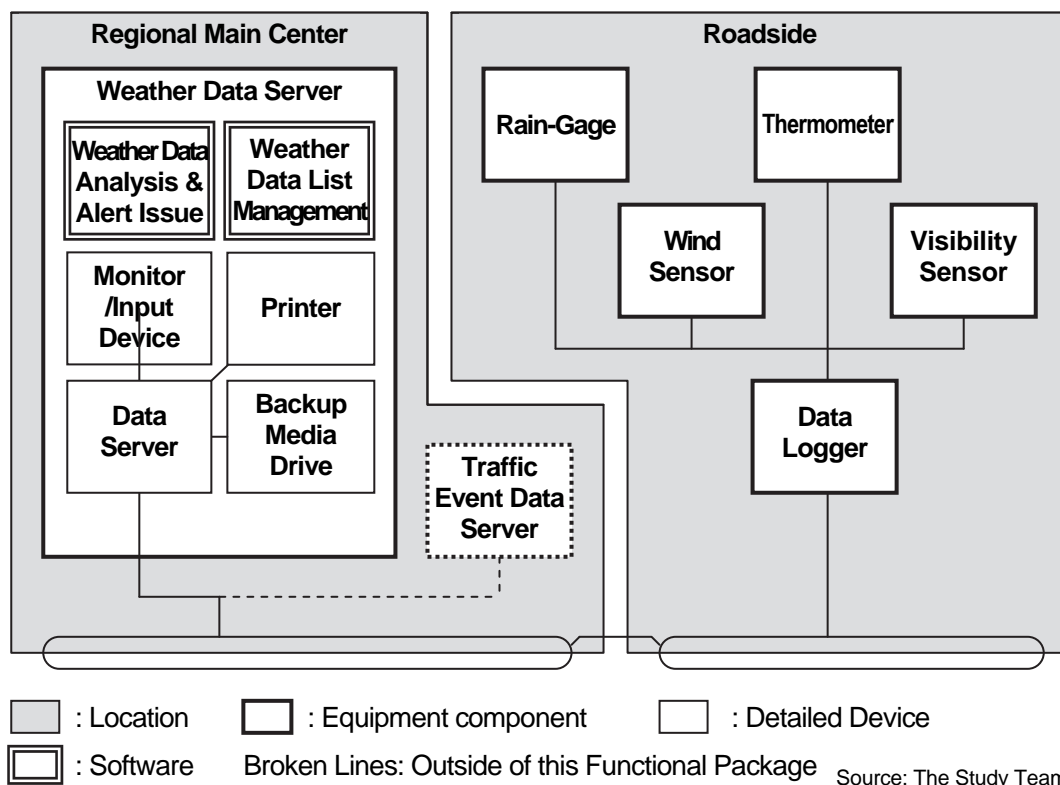 Regional Main Center
Weather Data Server
Weather Data
Analysis &
Alert Issue
Weather
Data List
Management
Monitor
/Input
Device
Printer
Data
Server
Backup
Media
Drive
Traffic
Event Data
Server
Roadside
Rain-Gage
Thermometer
Wind
Sensor
Visibility
Sensor
Data
Logger
: Location
: Equipment component
: Detailed Device
: Software
Broken Lines: Outside of this Functional Package
Source: The Study Team